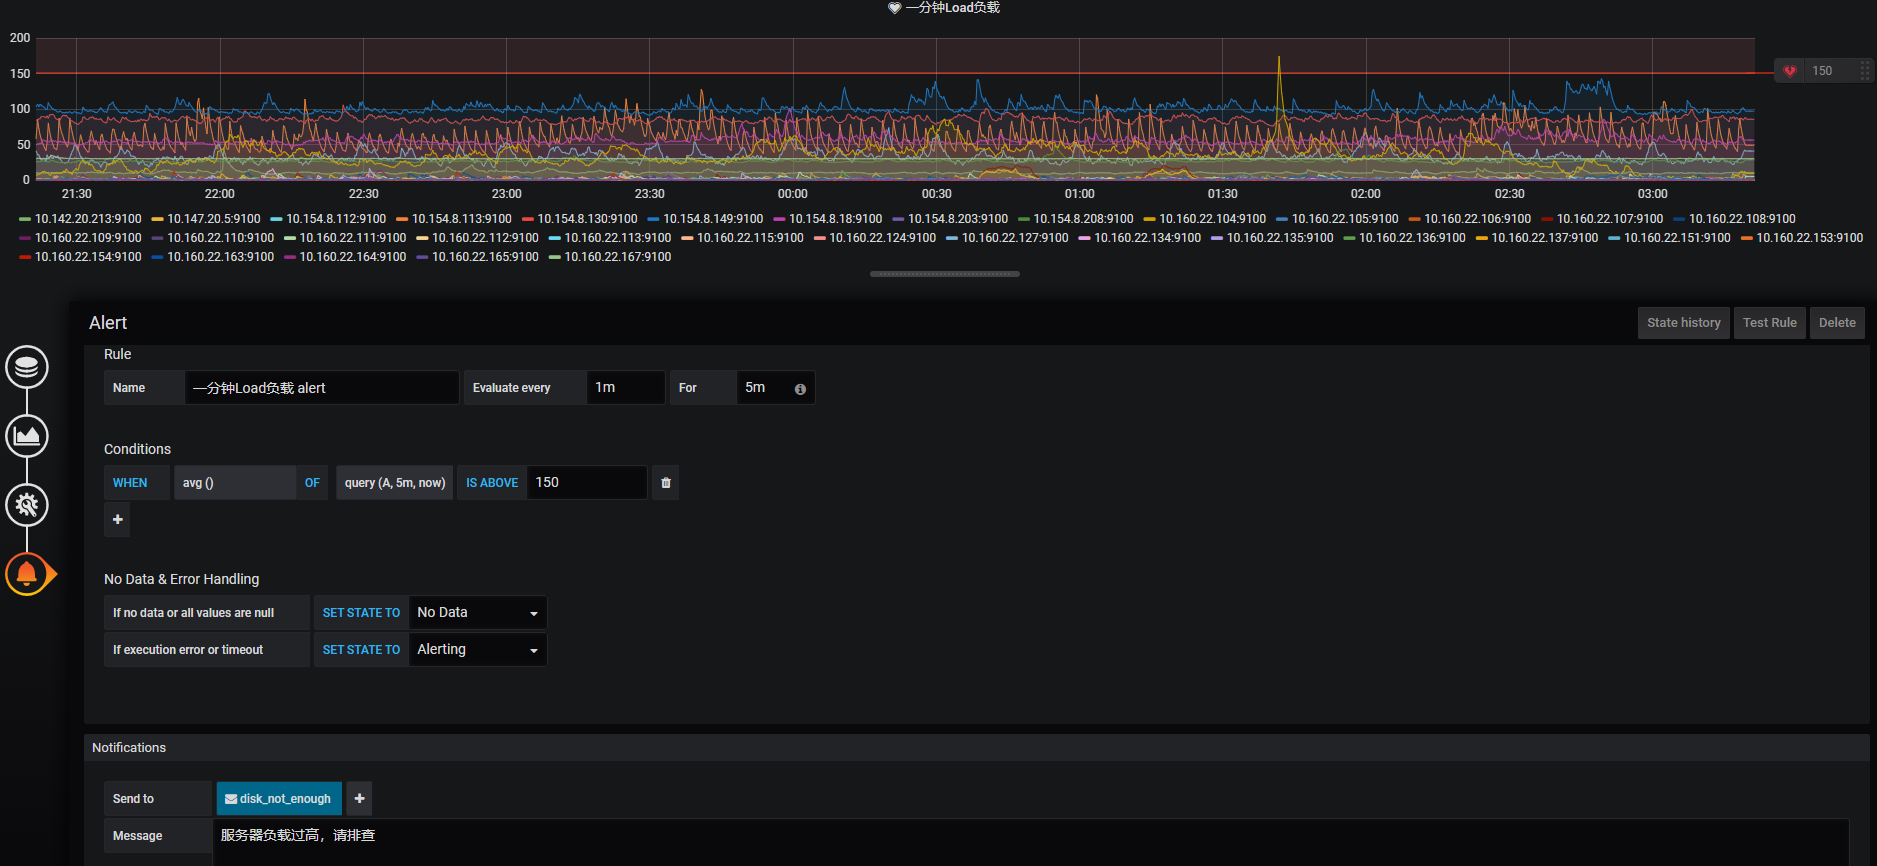 一分钟Load负载
200
150
150
100
50
0
21:30 22:00 22:30 23:00 23:30 00:00 00:30 01:00 01:30 02:00 02:30 03:00
10.142.20.213:9100 10.147.20.5:9100 10.154.8.112:9100 10.154.8.113:9100 10.154.8.130:9100 10.154.8.149:9100 10.154.8.18:9100 10.154.8.203:9100 10.154.8.208:9100 10.160.22.104:9100 10.160.22.105:9100 10.160.22.106:9100 10.160.22.107:9100 10.160.22.108:9100
10.160.22.109:9100 10.160.22.110:9100 10.160.22.111:9100 10.160.22.112:9100 10.160.22.113:9100 10.160.22.115:9100 10.160.22.124:9100 10.160.22.127:9100 10.160.22.134:9100 10.160.22.135:9100 10.160.22.136:9100 10.160.22.137:9100 10.160.22.151:9100 10.160.22.153:9100
10.160.22.154:9100 10.160.22.163:9100 10.160.22.164:9100 10.160.22.165:9100 10.160.22.167:9100
Alert State history Test Rule Delete
Rule
Name 一分钟Load负载 alert Evaluate every 1m For 5m
Conditions
WHEN avg () OF query (A, 5m, now) IS ABOVE 150
No Data & Error Handling
If no data or all values are null SET STATE TO No Data
If execution error or timeout SET STATE TO Alerting
Notifications
Send to disk_not_enough
Message 服务器负载过高，请排查